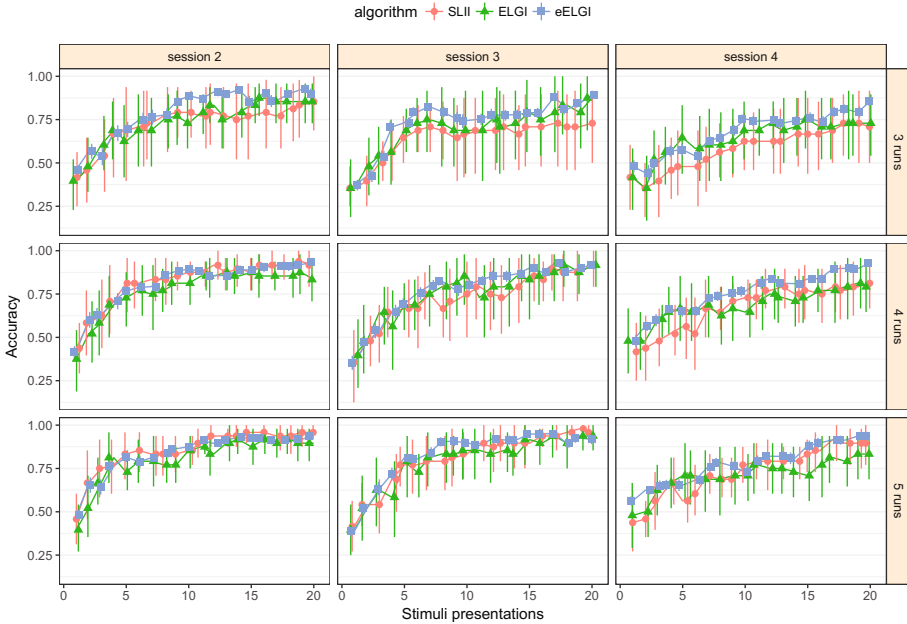 algorithm SLII ELGI eELGI
session 2 session 3 session 4
1.00
0.75
0.50
0.25
3 runs
1.00
0.75
0.50
0.25
4 runs
Accuracy
1.00
0.75
0.50
0.25
5 runs
0 5 10 15 20 0 5 10 15 20 0 5 10 15 20
Stimuli presentations